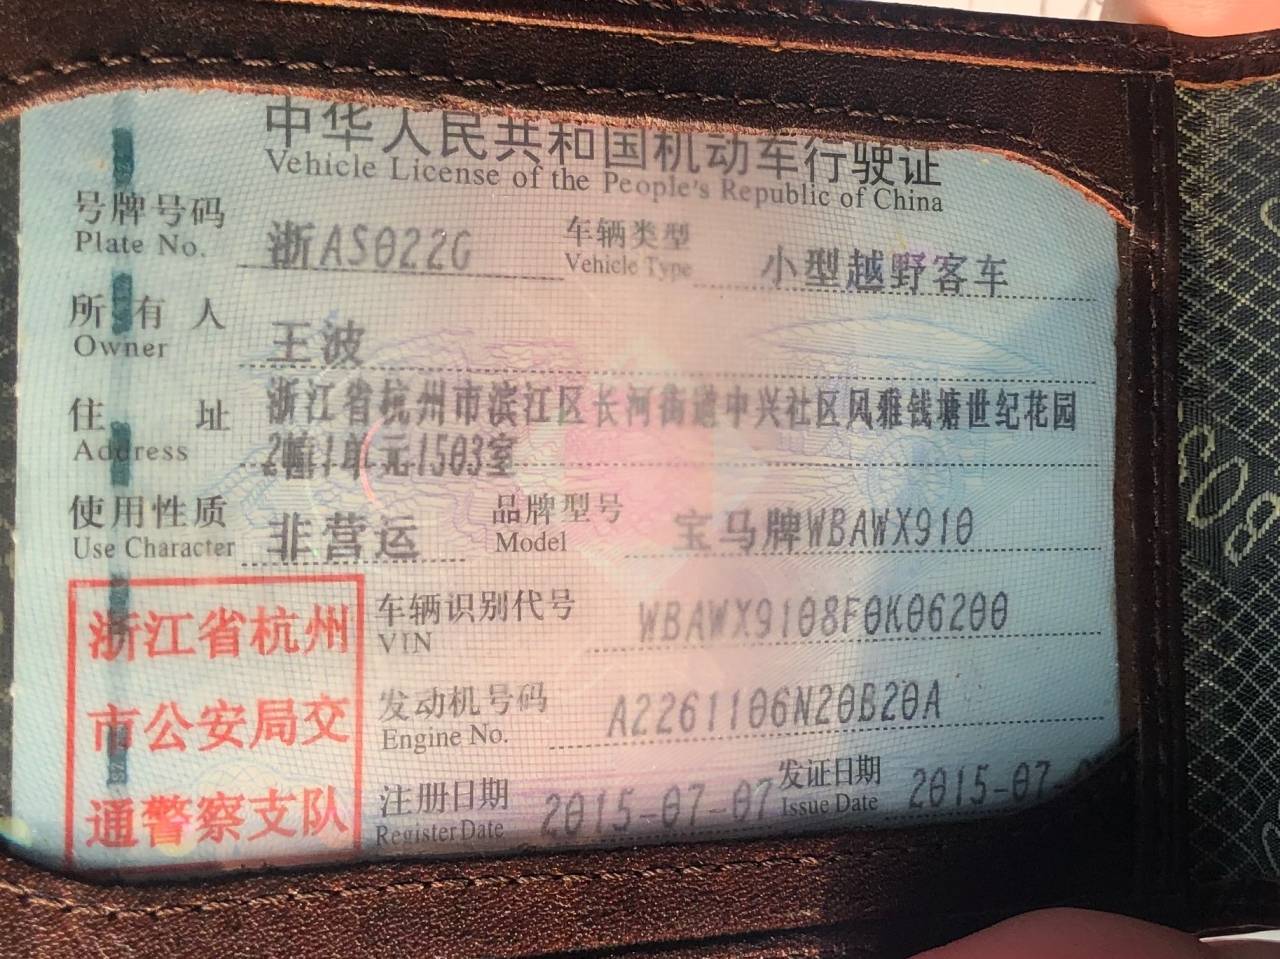 中华人民共和国机动车行驶证
Vehicle License of the People's Republic of China
号牌号码 浙AS022G 车辆类型 小型越野客车
Plate No. Vehicle Type
所有人 王波
Owner
住址 浙江省杭州市滨江区长河街道中兴社区风雅钱塘世纪花园
Address 2幢1单元1503室
使用性质 非营运 品牌型号 宝马牌WBAWX910
Use Character Model
浙江省杭州
市公安局交
通警察支队
车辆识别代号 WBAWX9108F0K06200
VIN
发动机号码 A2261106N20B20A
Engine No.
注册日期 2015-07-07 发证日期 2015-07-
Register Date Issue Date